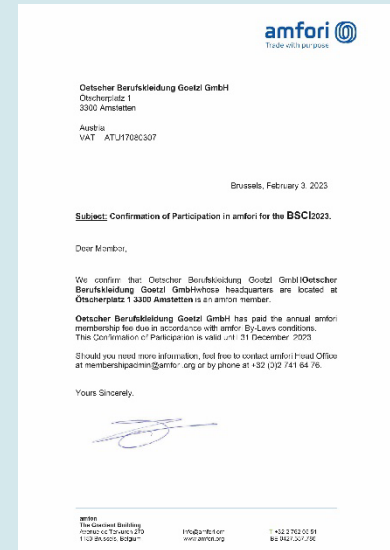 amfori
Trade with purpose
Oetscher Berufskleidung Goetzl GmbH
Ötscherplatz 1
3300 Amstetten
Austria
VAT ATU17080307
Brussels, February 3, 2023
Subject: Confirmation of Participation in amfori for the BSCI2023.
Dear Member,
We confirm that Oetscher Berufskleidung Goetzl GmbHOetscher
Berufskleidung Goetzl GmbHwhose headquarters are located at
Ötscherplatz 1 3300 Amstetten is an amfori member.
Oetscher Berufskleidung Goetzl GmbH has paid the annual amfori
membership fee due in accordance with amfori By-Laws conditions.
This Confirmation of Participation is valid until 31 December 2023
Should you need more information, feel free to contact amfori Head Office
at membershipadmin@amfori.org or by phone at +32 (0)2 741 64 76.
Yours Sincerely,
amfori
The Gradient Building
info@amfori.org
www.amfori.org
1150 Brussels, Belgium